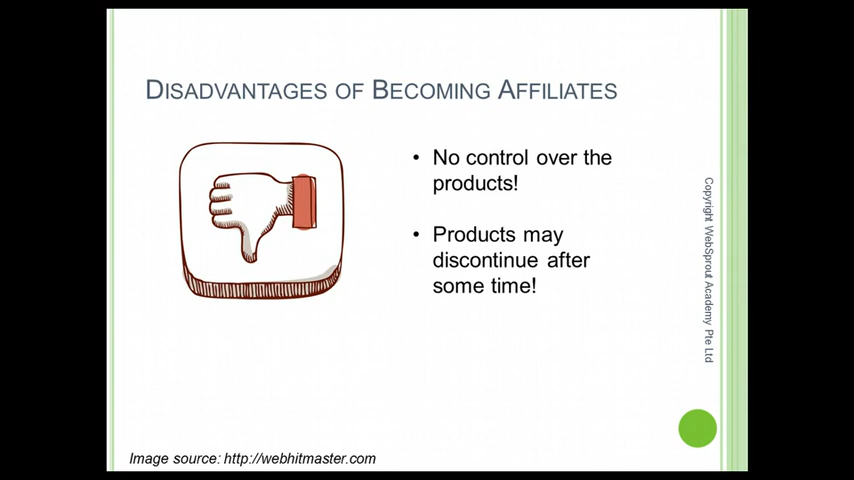 DISADVANTAGES OF BECOMING AFFILIATES
• No control over the
products!
• Products may
discontinue after
some time!
Copyright WebSprout Academy Pte Ltd
Image source: http://webhitmaster.com